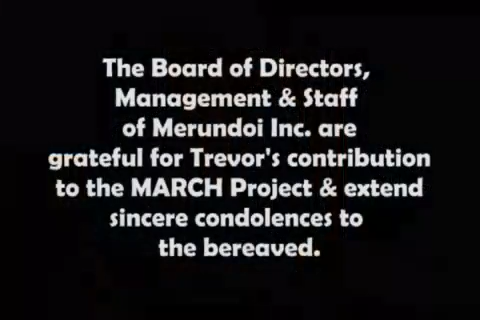 The Board of Directors,
Management & Staff
of Merundoi Inc. are
grateful for Trevor's contribution
to the MARCH Project & extend
sincere condolences to
the bereaved.